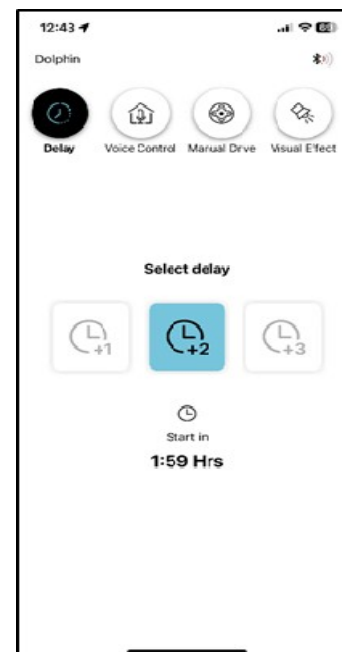 12:43
Dolphin
Delay Voice Control Manual Drve Visual Effect
Select delay
+1 +2 +3
Start in
1:59 Hrs